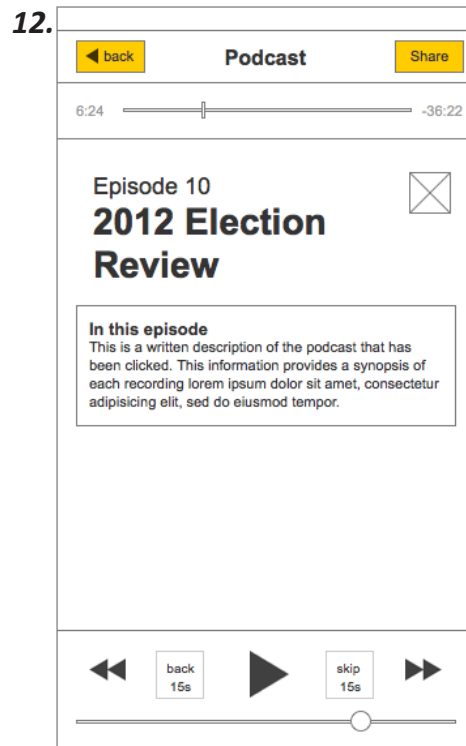 12.
back Podcast Share
6:24 -36:22
Episode 10
2012 Election
Review
In this episode
This is a written description of the podcast that has
been clicked. This information provides a synopsis of
each recording lorem ipsum dolor sit amet, consectetur
adipisicing elit, sed do eiusmod tempor.
back skip
15s 15s